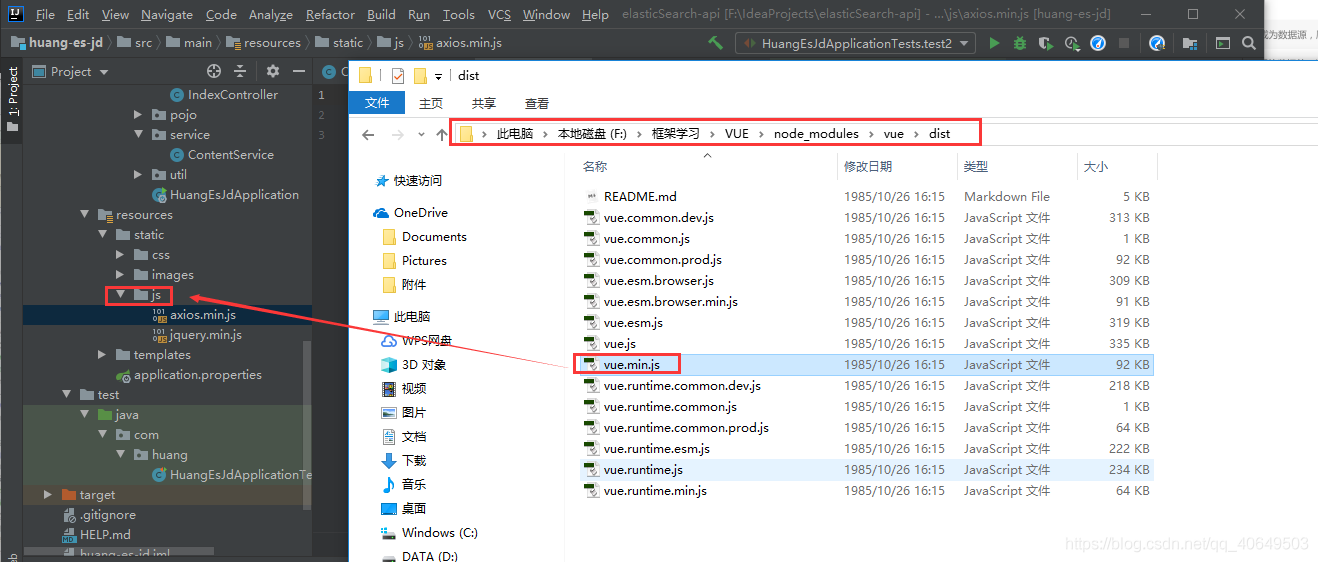 File Edit View Navigate Code Analyze Refactor Build Run Tools VCS Window Help elasticSearch-api [F:\IdeaProjects\elasticSearch-api] - ...\js\axios.min.js [huang-es-jd]
huang-es-jd src main resources static js axios.min.js HuangEsJdApplicationTests.test2
成为数据源，
1: Project
Project
C
1
2
3
IndexController
pojo
service
ContentService
util
HuangEsJdApplication
resources
static
css
images
js
axios.min.js
jquery.min.js
templates
application.properties
test
java
com
huang
HuangEsJdApplicationTe
target
.gitignore
HELP.md
huang-es-jd.iml
dist
文件 主页 共享 查看
此电脑 本地磁盘 (F:) 框架学习 VUE node_modules vue dist
快速访问
OneDrive
Documents
Pictures
附件
此电脑
WPS网盘
3D 对象
视频
图片
文档
下载
音乐
桌面
Windows (C:)
DATA (D:)
名称 修改日期 类型 大小
README.md 1985/10/26 16:15 Markdown File 5 KB
vue.common.dev.js 1985/10/26 16:15 JavaScript 文件 313 KB
vue.common.js 1985/10/26 16:15 JavaScript 文件 1 KB
vue.common.prod.js 1985/10/26 16:15 JavaScript 文件 92 KB
vue.esm.browser.js 1985/10/26 16:15 JavaScript 文件 309 KB
vue.esm.browser.min.js 1985/10/26 16:15 JavaScript 文件 91 KB
vue.esm.js 1985/10/26 16:15 JavaScript 文件 319 KB
vue.js 1985/10/26 16:15 JavaScript 文件 335 KB
vue.min.js 1985/10/26 16:15 JavaScript 文件 92 KB
vue.runtime.common.dev.js 1985/10/26 16:15 JavaScript 文件 218 KB
vue.runtime.common.js 1985/10/26 16:15 JavaScript 文件 1 KB
vue.runtime.common.prod.js 1985/10/26 16:15 JavaScript 文件 64 KB
vue.runtime.esm.js 1985/10/26 16:15 JavaScript 文件 222 KB
vue.runtime.js 1985/10/26 16:15 JavaScript 文件 234 KB
vue.runtime.min.js 1985/10/26 16:15 JavaScript 文件 64 KB
https://blog.csdn.net/qq_40649503